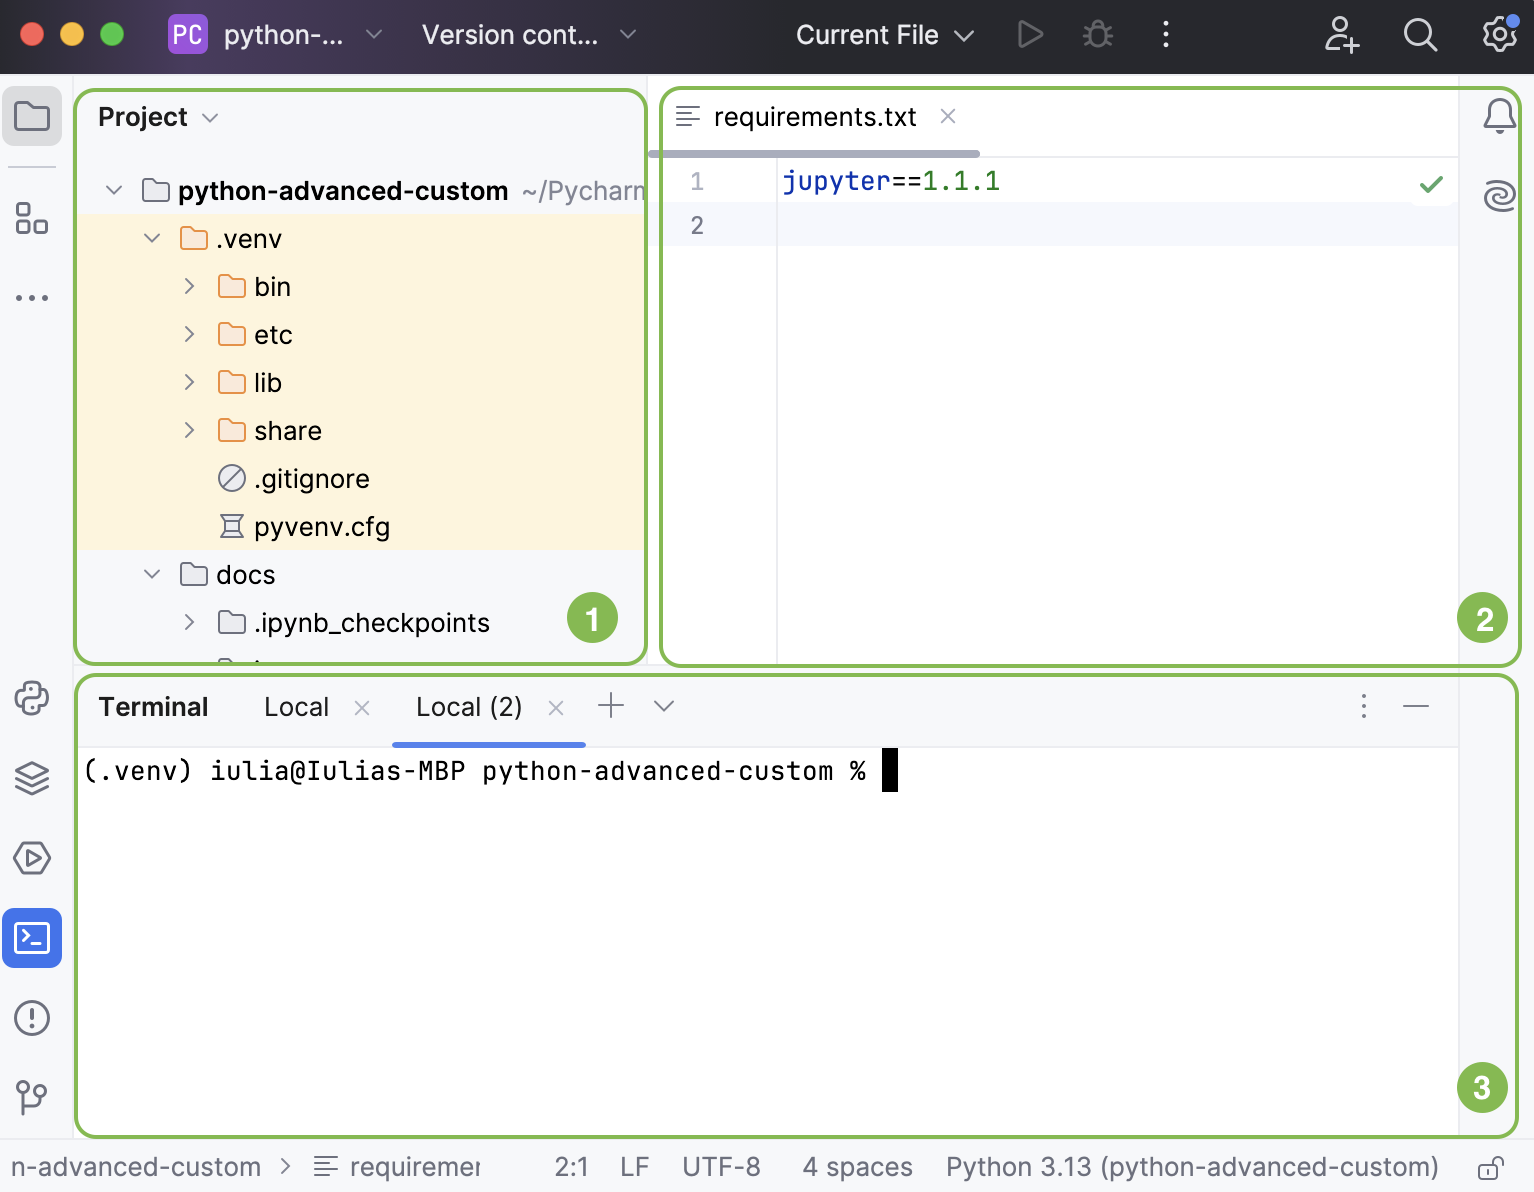 PC python-... Version cont... Current File
Project
python-advanced-custom ~/Pycharm
.venv
bin
etc
lib
share
.gitignore
pyvenv.cfg
docs
.ipynb_checkpoints
1
requirements.txt
1 jupyter==1.1.1
2
2
Terminal Local Local (2)
(.venv) iulia@Iulias-MBP python-advanced-custom %
3
n-advanced-custom requiremer 2:1 LF UTF-8 4 spaces Python 3.13 (python-advanced-custom)